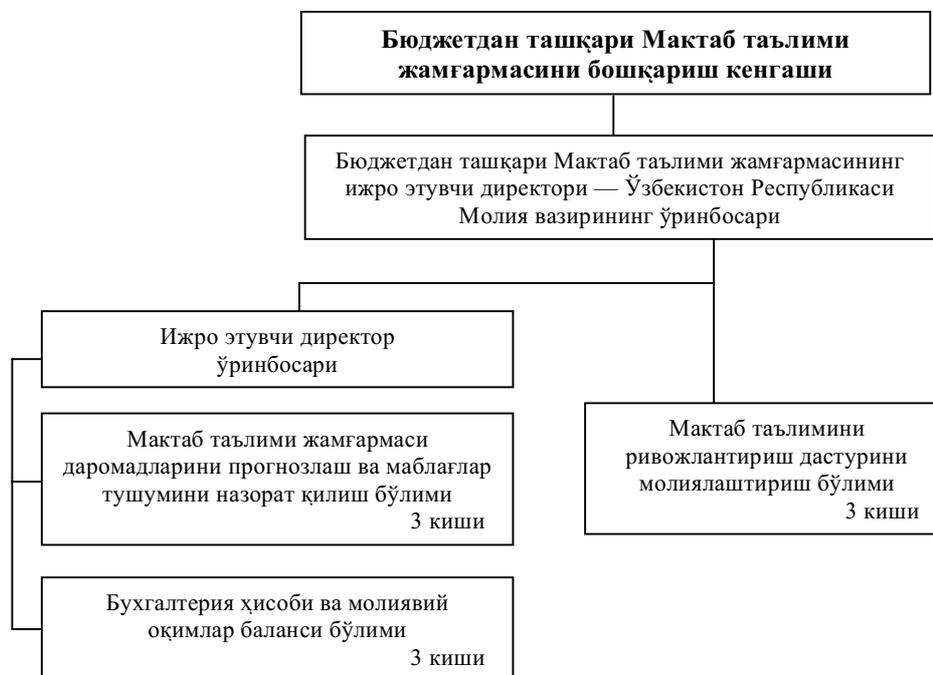 Бюджетдан ташқари Мактаб таълими
жамғармасини бошқариш кенгаши
Бюджетдан ташқари Мактаб таълими жамғармасининг
ижро этувчи директори — Ўзбекистон Республикаси
Молия вазирининг ўринбосари
Ижро этувчи директор
ўринбосари
Мактаб таълими жамғармаси
даромадларини прогнозлаш ва маблағлар
тушумини назорат қилиш бўлими
3 киши
Мактаб таълимини
ривожлантириш дастурини
молиялаштириш бўлими
3 киши
Бухгалтерия ҳисоби ва молиявий
оқимлар баланси бўлими
3 киши